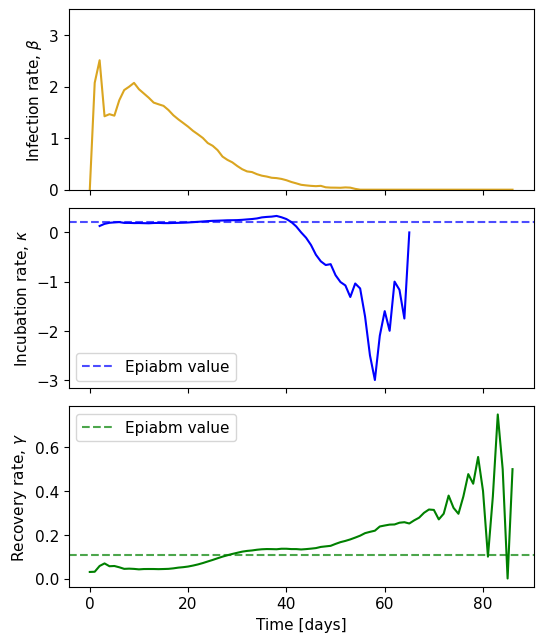 Infection rate, β
3
2
1
0
Incubation rate, κ
0
−1
−2
−3
Epiabm value
Recovery rate, γ
0.6
0.4
0.2
0.0
Epiabm value
0 20 40 60 80
Time [days]